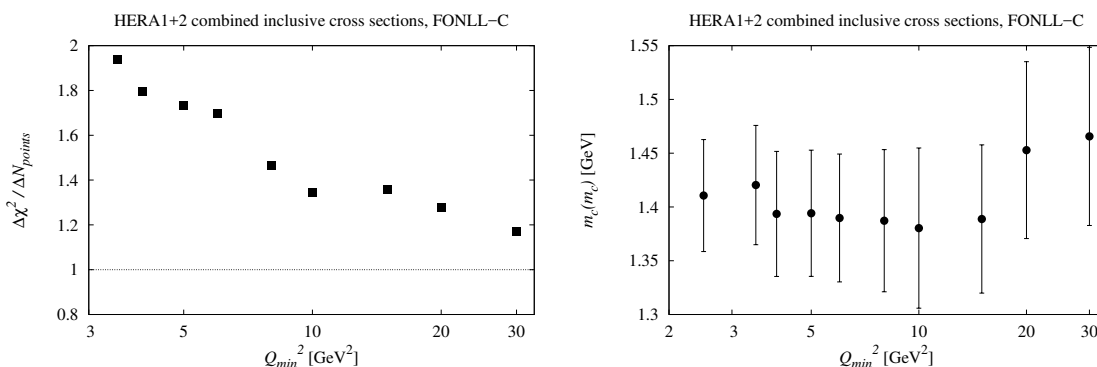 HERA1+2 combined inclusive cross sections, FONLL−C
2
1.8
1.6
1.4
1.2
1
0.8
Δχ² / ΔN_points
3 5 10 20 30
Q_min² [GeV²]
HERA1+2 combined inclusive cross sections, FONLL−C
1.55
1.5
1.45
1.4
1.35
1.3
m_c(m_c) [GeV]
2 3 5 10 20 30
Q_min² [GeV²]